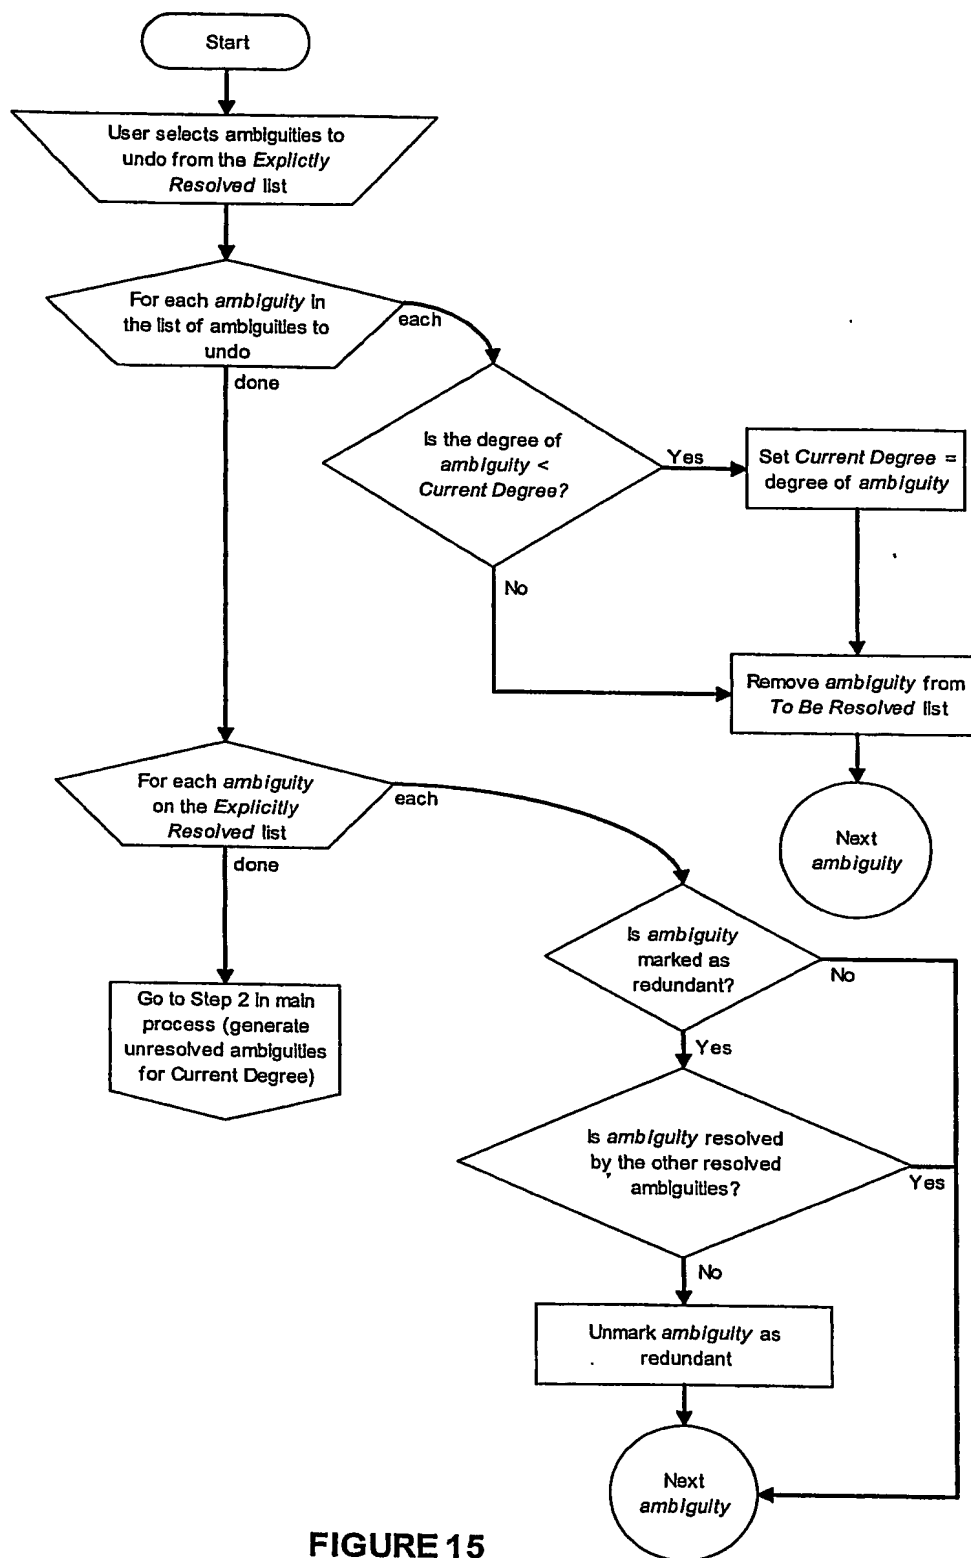 Start
User selects ambiguities to
undo from the Explictly
Resolved list
For each ambiguity in
the list of ambiguities to
undo
each
done
Is the degree of
ambiguity <
Current Degree?
Yes
Set Current Degree =
degree of ambiguity
No
Remove ambiguity from
To Be Resolved list
Next
ambiguity
For each ambiguity
on the Explicitly
Resolved list
each
done
Go to Step 2 in main
process (generate
unresolved ambiguities
for Current Degree)
Is ambiguity
marked as
redundant?
No
Yes
Is ambiguity resolved
by the other resolved
ambiguities?
Yes
No
Unmark ambiguity as
redundant
Next
ambiguity
FIGURE 15